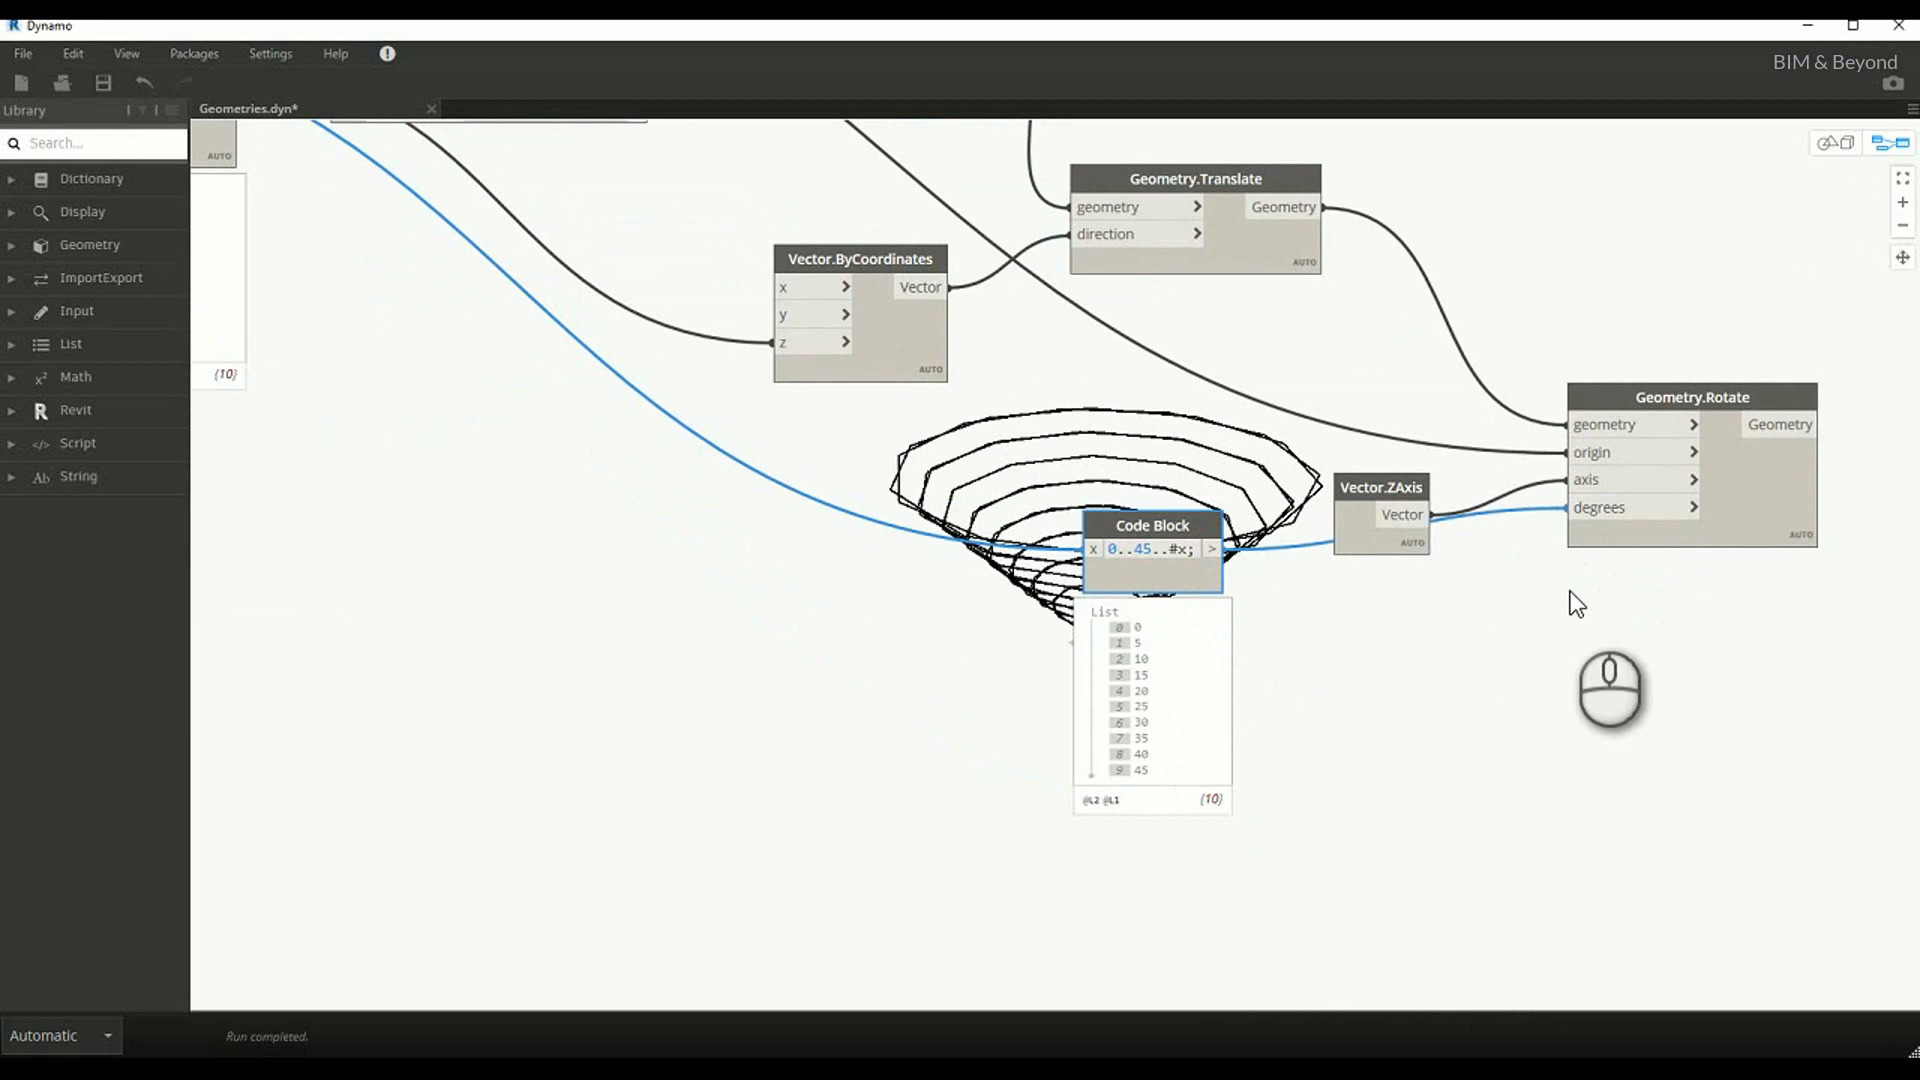 Dynamo
File Edit View Packages Settings Help
BIM & Beyond
Library
Geometries.dyn*
Search...
AUTO
Dictionary
Display
Geometry
ImportExport
Input
List
Math
Revit
Script
String
{10}
Geometry.Translate
geometry > Geometry
direction >
AUTO
Vector.ByCoordinates
x > Vector
y >
z >
AUTO
Geometry.Rotate
geometry > Geometry
origin >
axis >
degrees >
AUTO
Vector.ZAxis
Vector
AUTO
Code Block
x 0..45..#x; >
List
0 0
1 5
2 10
3 15
4 20
5 25
6 30
7 35
8 40
9 45
@L2 @L1 {10}
Automatic
Run completed.